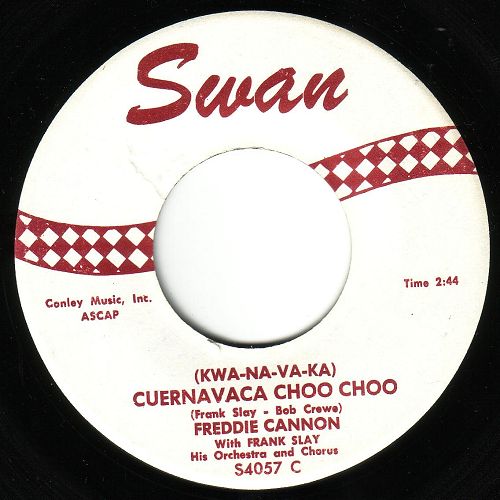 Swan
Time 2:44
Conley Music, Inc.
ASCAP
(KWA-NA-VA-KA)
CUERNAVACA CHOO CHOO
(Frank Slay - Bob Crewe)
FREDDIE CANNON
With FRANK SLAY
His Orchestra and Chorus
S4057 C